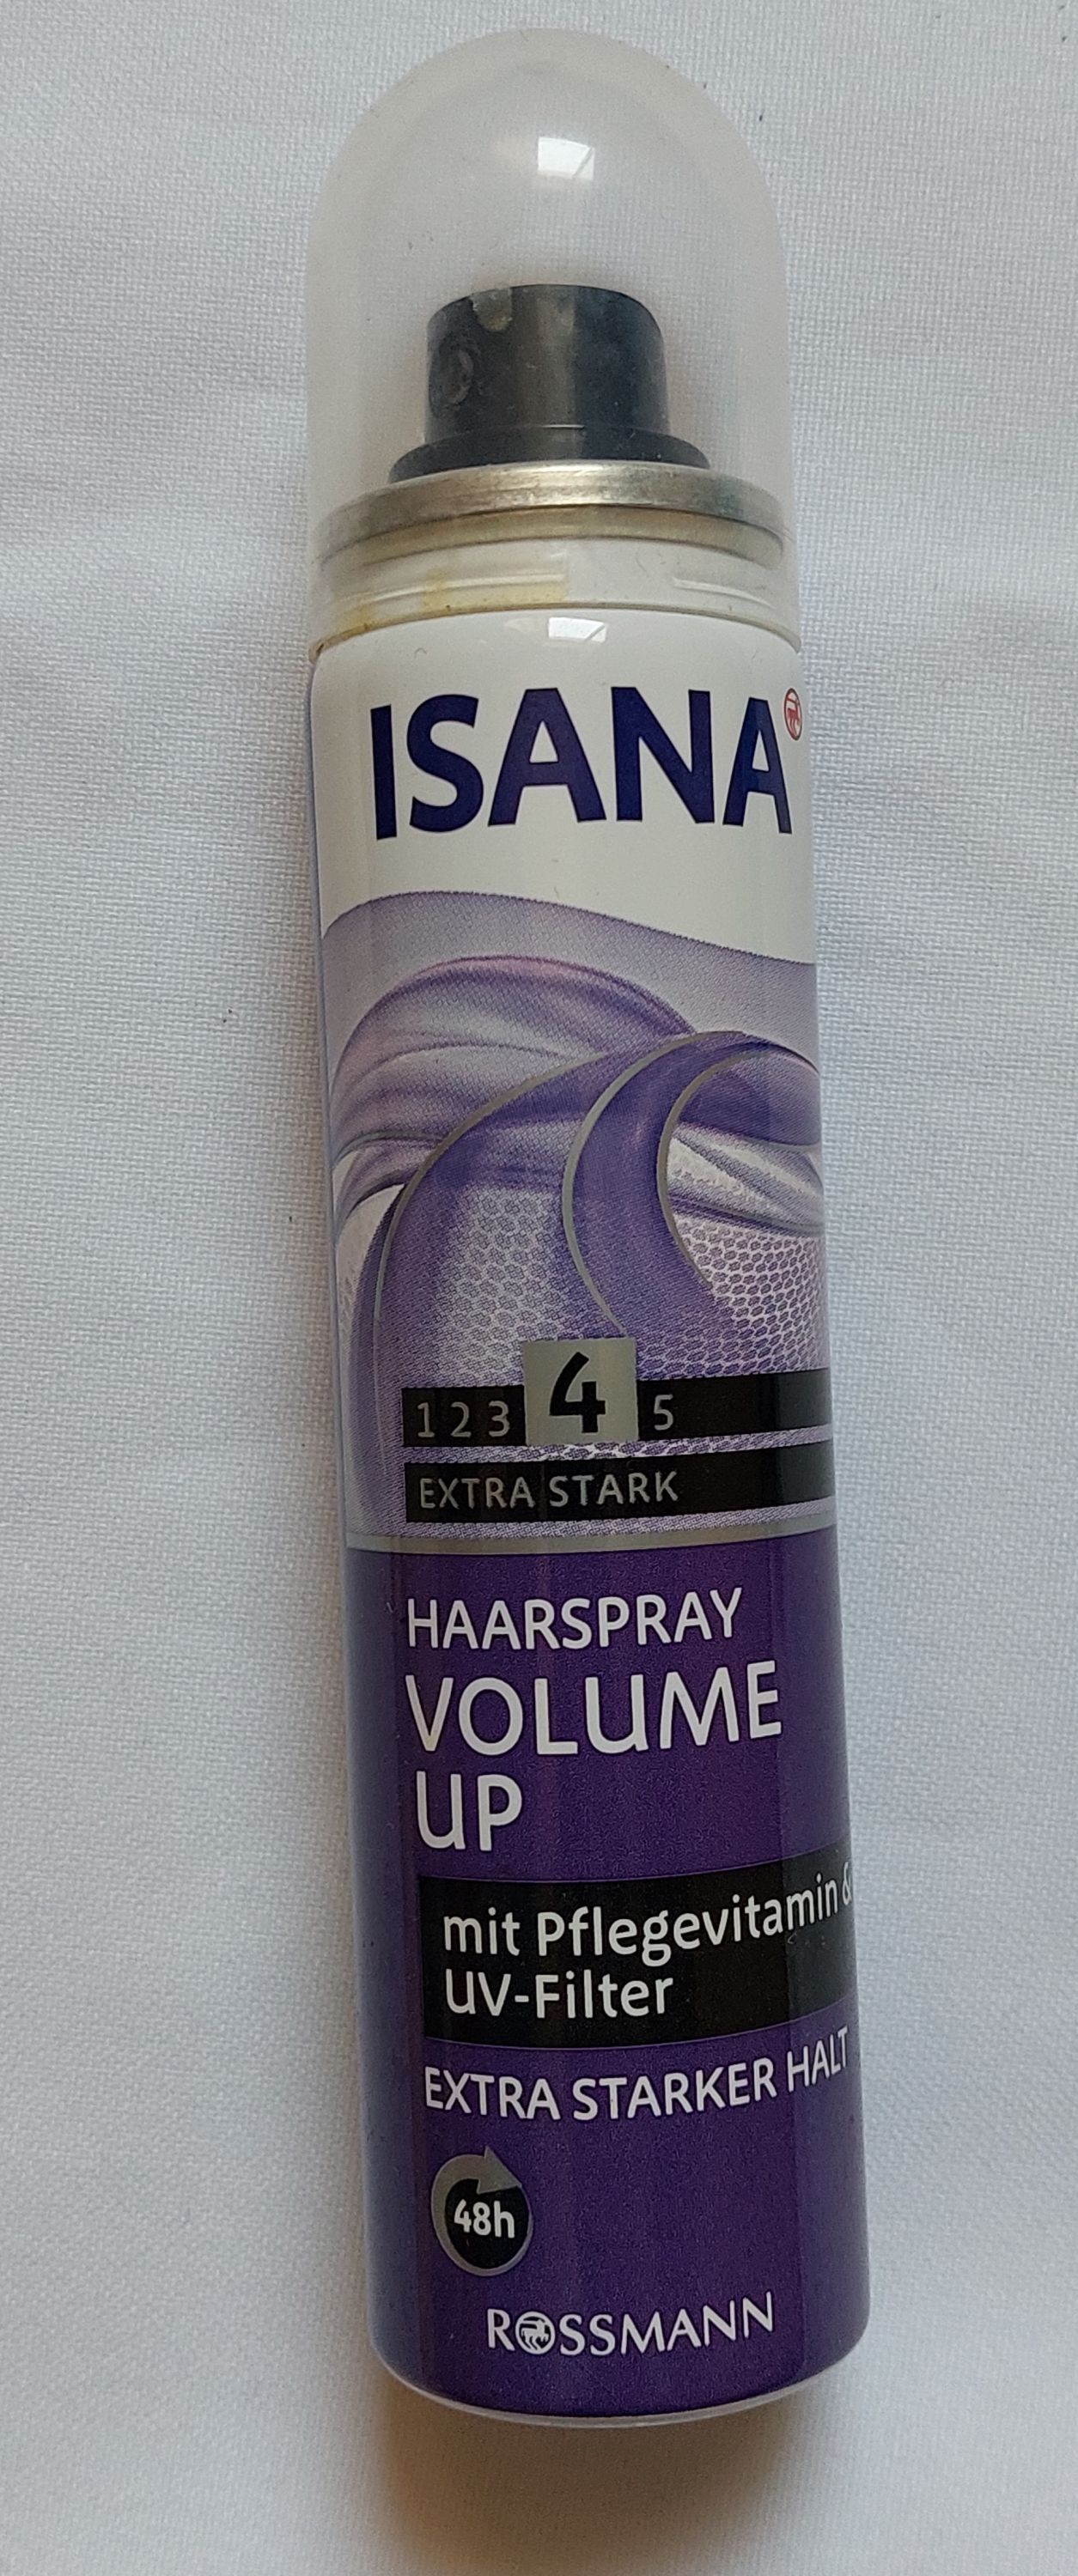 ISANA
1 2 3 4 5
EXTRA STARK
HAARSPRAY
VOLUME
UP
mit Pflegevitamin &
UV-Filter
EXTRA STARKER HALT
48h
ROSSMANN